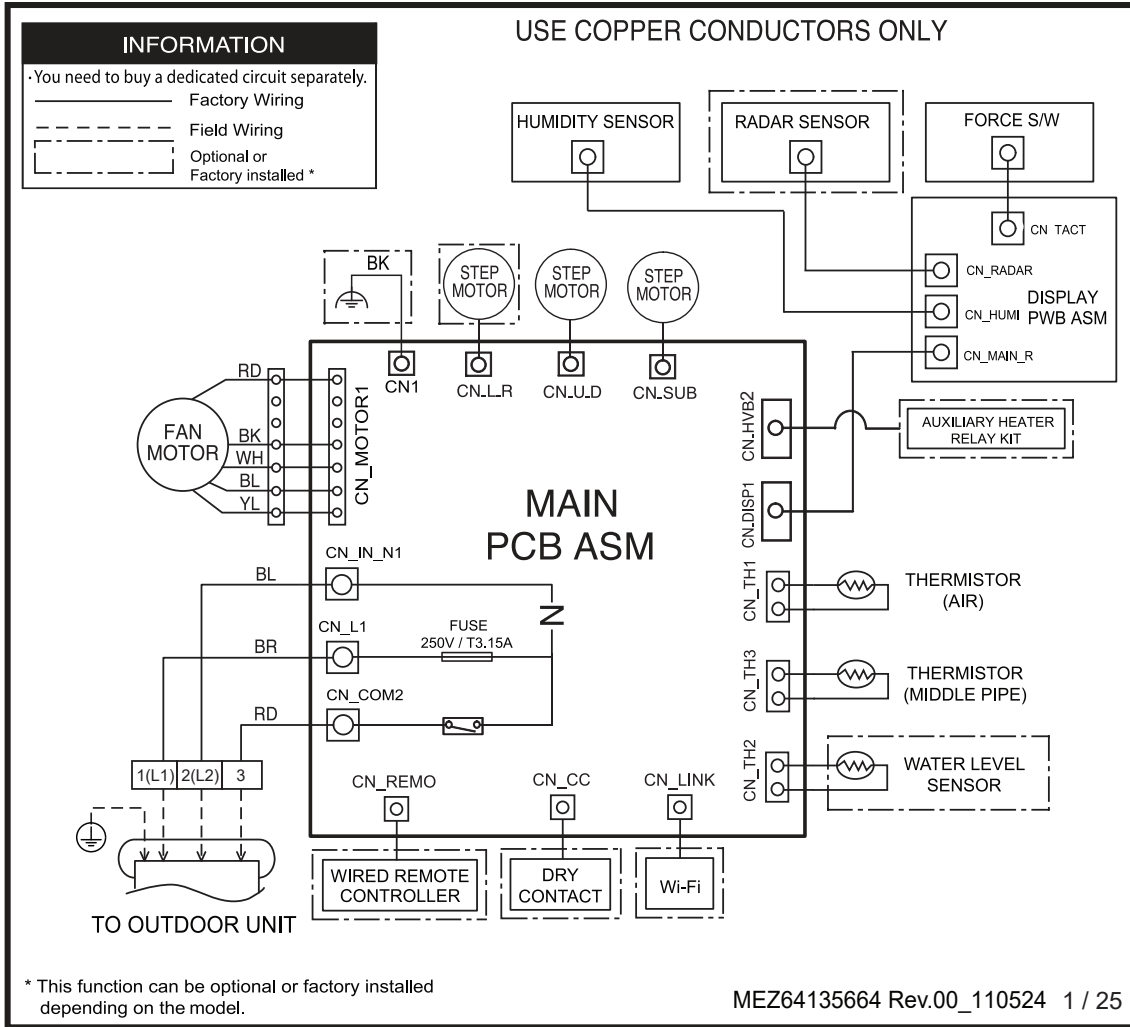 USE COPPER CONDUCTORS ONLY
INFORMATION
·You need to buy a dedicated circuit separately.
Factory Wiring
Field Wiring
Optional or
Factory installed *
HUMIDITY SENSOR
RADAR SENSOR
FORCE S/W
CN_TACT
CN_RADAR
CN_HUMI
DISPLAY
PWB ASM
CN_MAIN_R
BK
STEP
MOTOR
STEP
MOTOR
STEP
MOTOR
CN1
CN_L_R
CN_U_D
CN_SUB
RD
FAN
MOTOR
BK
WH
BL
YL
CN_MOTOR1
MAIN
PCB ASM
CN_HVB2
AUXILIARY HEATER
RELAY KIT
CN_DISP1
CN_IN_N1
BL
N
CN_TH1
THERMISTOR
(AIR)
CN_L1
BR
FUSE
250V / T3.15A
CN_TH3
THERMISTOR
(MIDDLE PIPE)
CN_COM2
RD
CN_TH2
WATER LEVEL
SENSOR
1(L1) 2(L2) 3
CN_REMO
CN_CC
CN_LINK
WIRED REMOTE
CONTROLLER
DRY
CONTACT
Wi-Fi
TO OUTDOOR UNIT
* This function can be optional or factory installed
depending on the model.
MEZ64135664 Rev.00_110524 1 / 25